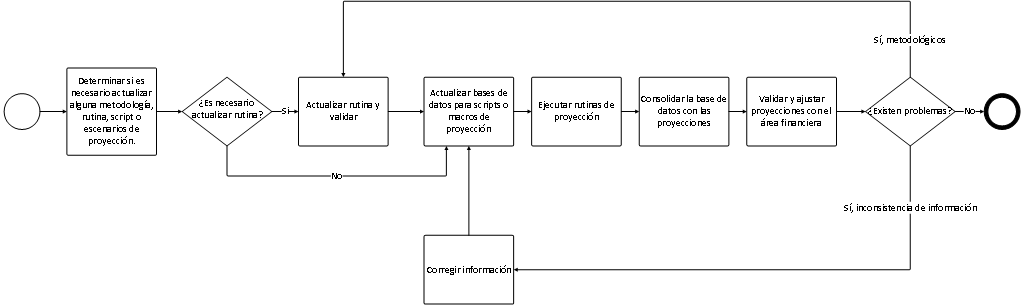 Sí, metodológicos
Determinar si es
necesario actualizar
alguna metodología,
rutina, script o
escenarios de
proyección.
¿Es necesario
actualizar rutina?
Si
Actualizar rutina y
validar
Actualizar bases de
datos para scripts o
macros de
proyección
Ejecutar rutinas de
proyección
Consolidar la base de
datos con las
proyecciones
Validar y ajustar
proyecciones con el
área financiera
¿Existen problemas?
No
No
Sí, inconsistencia de información
Corregir información